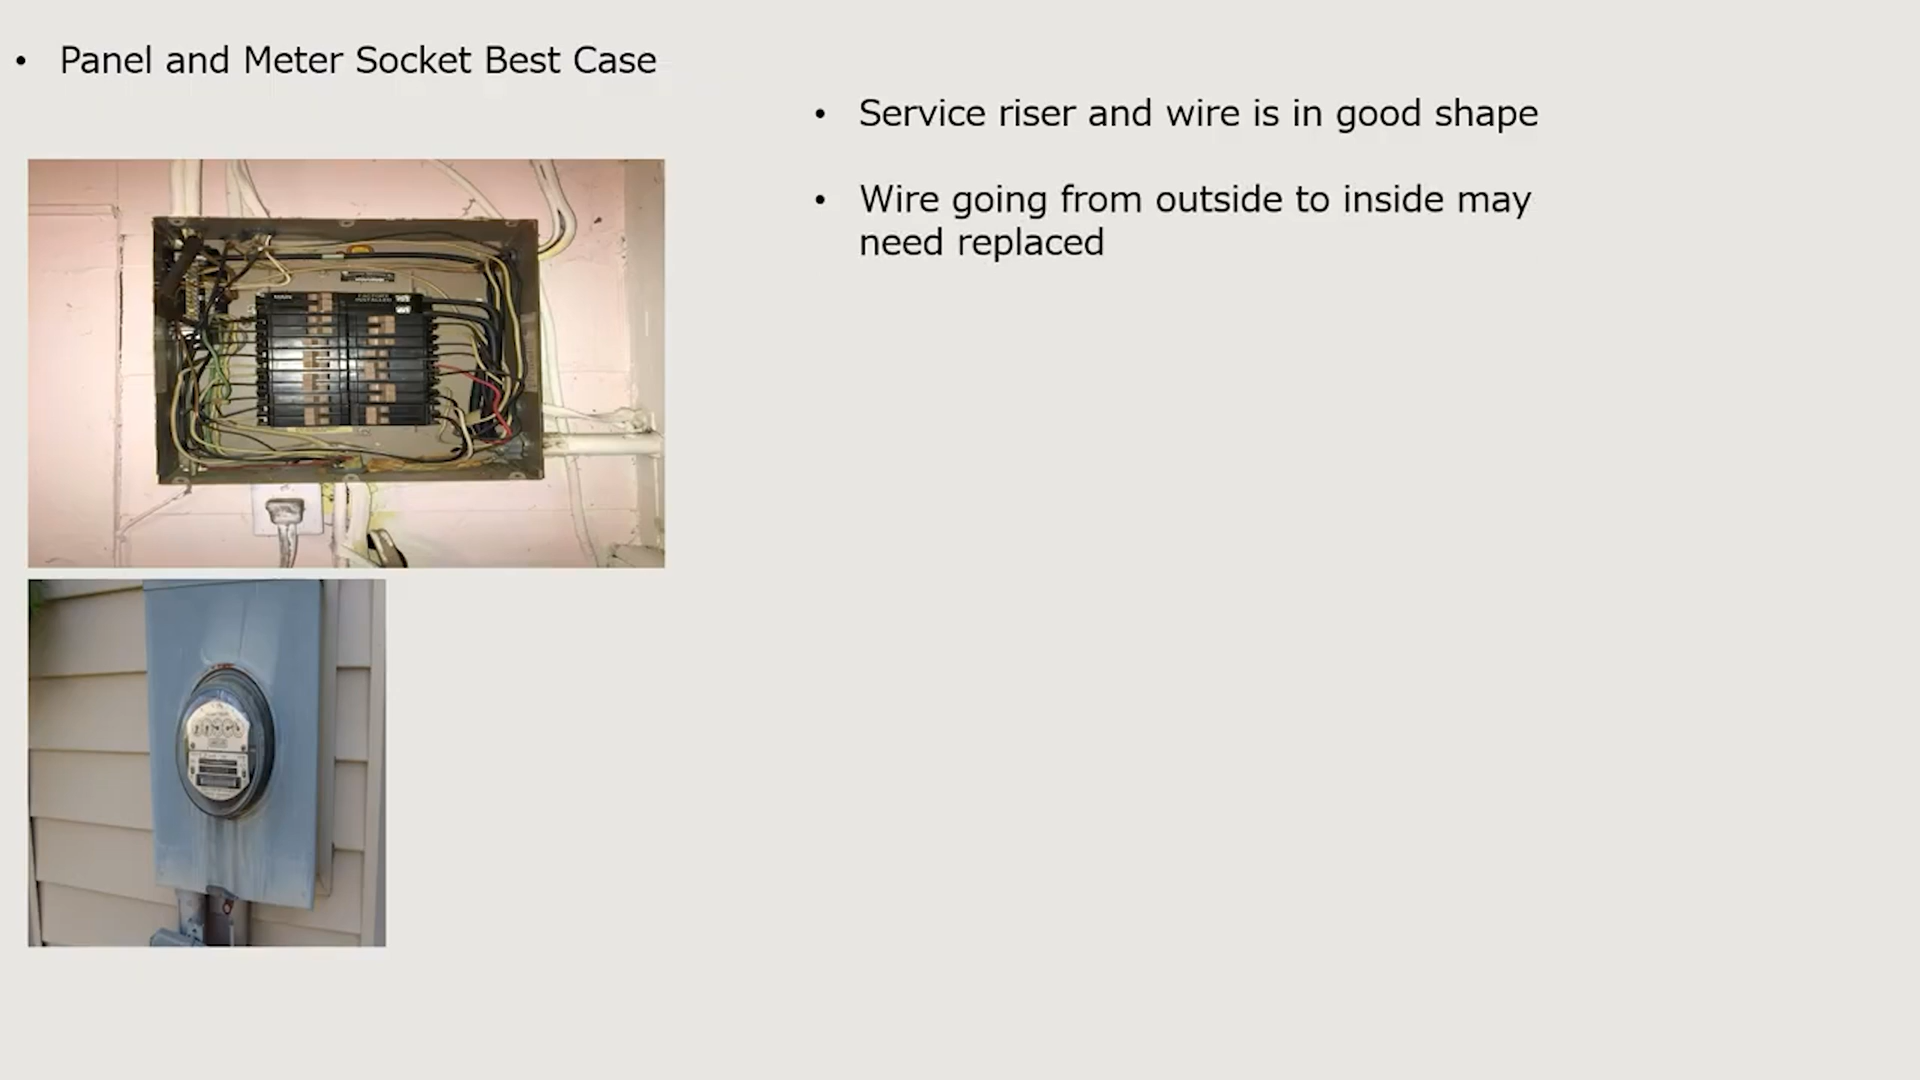 • Panel and Meter Socket Best Case
• Service riser and wire is in good shape
• Wire going from outside to inside may
need replaced
MAIN